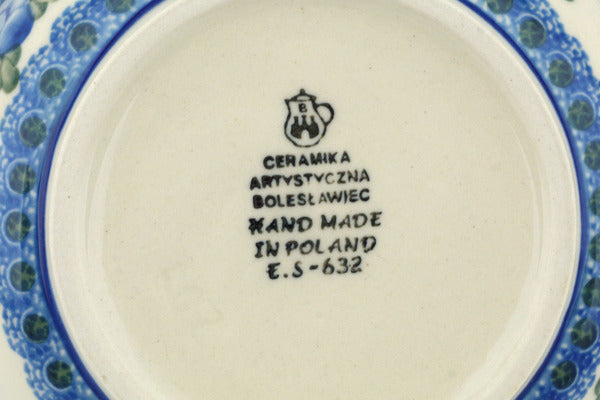 B
CERAMIKA
ARTYSTYCZNA
BOLESŁAWIEC
HAND MADE
IN POLAND
E.S-632